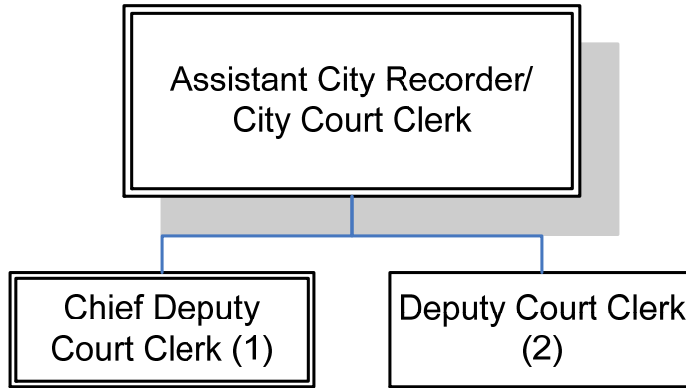 Assistant City Recorder/
City Court Clerk
Chief Deputy
Court Clerk (1)
Deputy Court Clerk
(2)